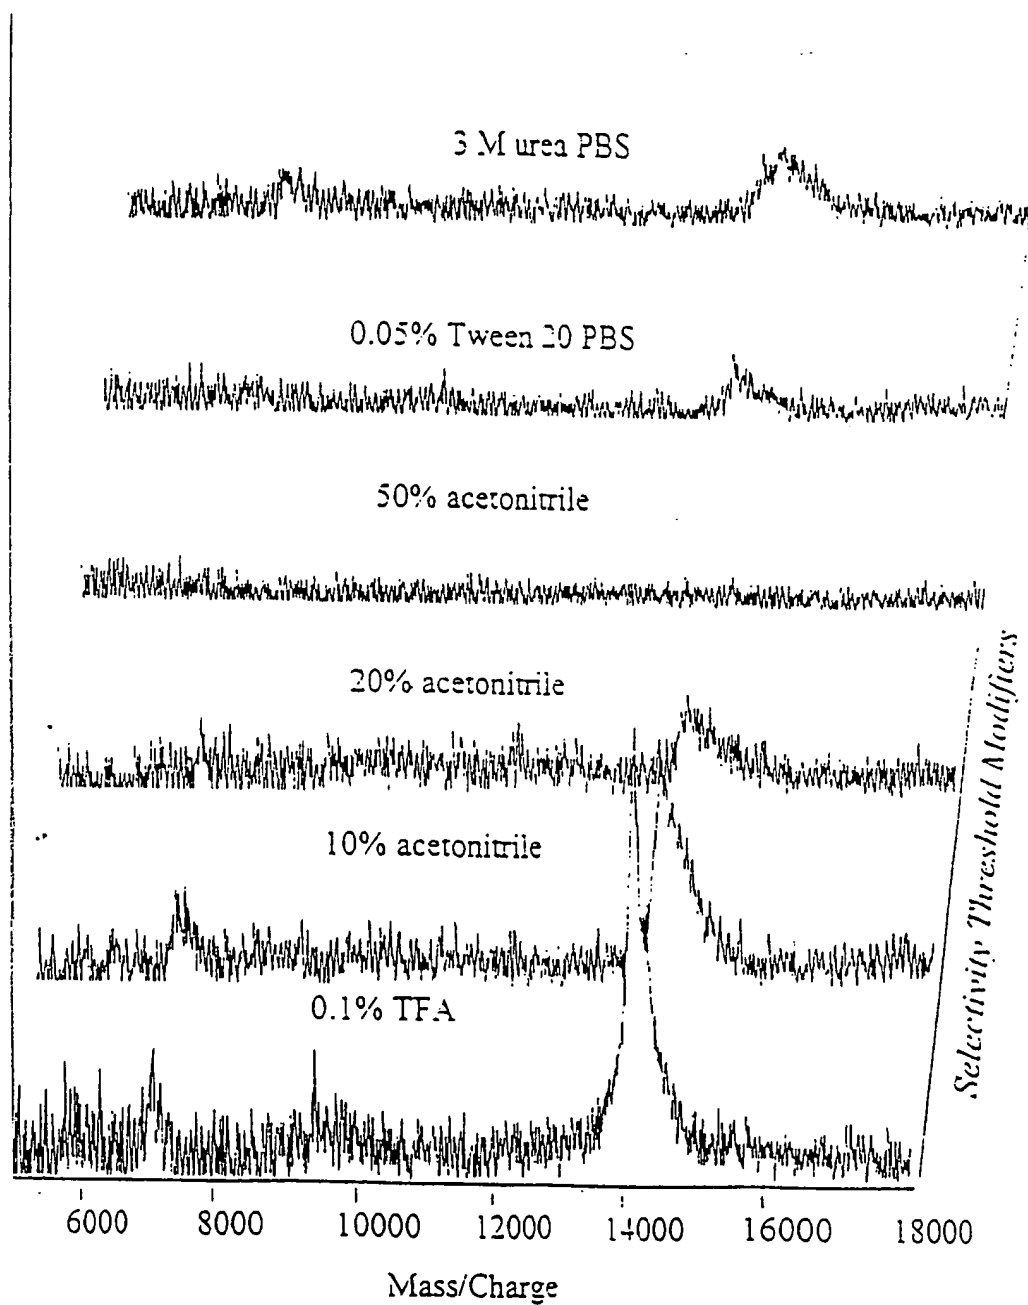 3 M urea PBS
0.05% Tween 20 PBS
50% acetonitrile
20% acetonitrile
10% acetonitrile
0.1% TFA
Selectivity Threshold Modifiers
6000 8000 10000 12000 14000 16000 18000
Mass/Charge